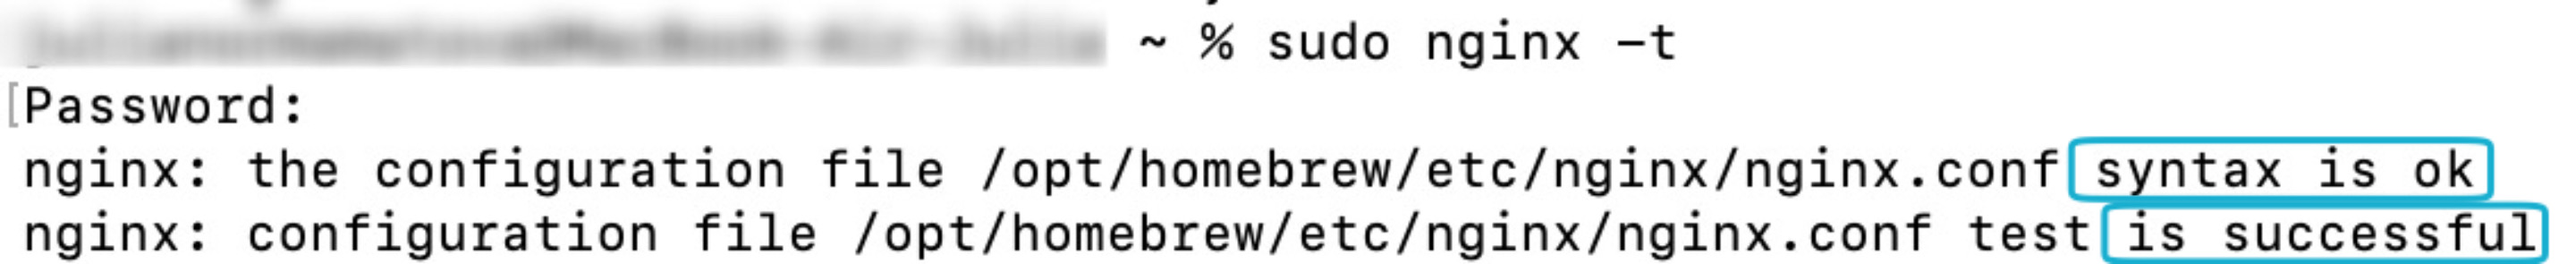 ~ % sudo nginx -t
[Password:
nginx: the configuration file /opt/homebrew/etc/nginx/nginx.conf syntax is ok
nginx: configuration file /opt/homebrew/etc/nginx/nginx.conf test is successful